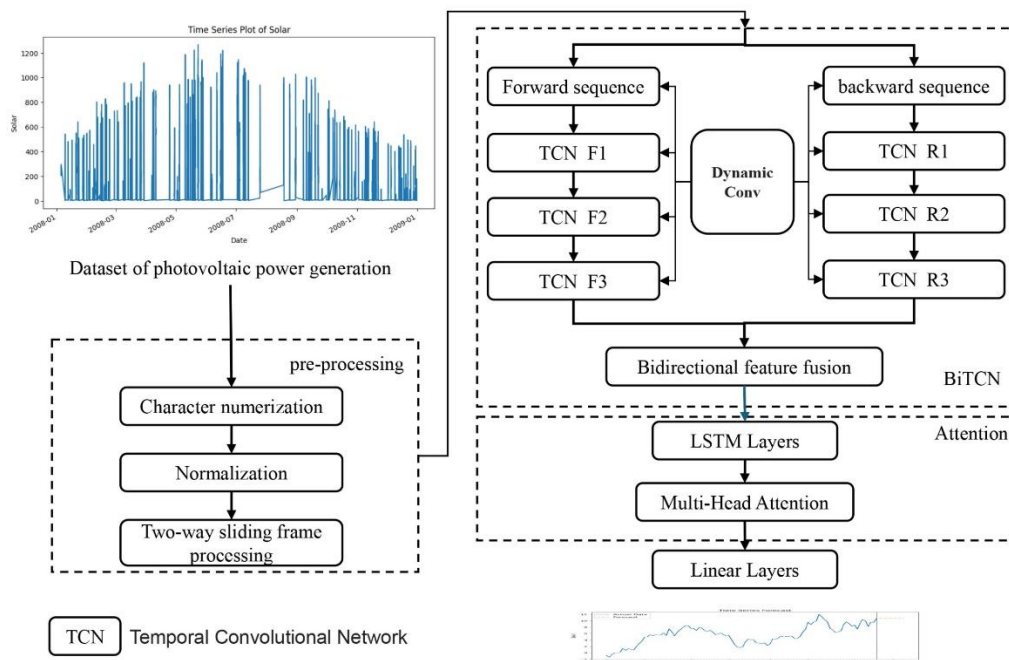 Time Series Plot of Solar
1200
1000
800
600
400
200
0
Solar
2008-01
2008-03
2008-05
2008-07
2008-09
2008-11
2009-01
Date
Dataset of photovoltaic power generation
pre-processing
Character numerization
Normalization
Two-way sliding frame
processing
TCN
Temporal Convolutional Network
Forward sequence
backward sequence
TCN F1
TCN R1
Dynamic
Conv
TCN F2
TCN R2
TCN F3
TCN R3
Bidirectional feature fusion
BiTCN
LSTM Layers
Attention
Multi-Head Attention
Linear Layers
Time Series Forecast